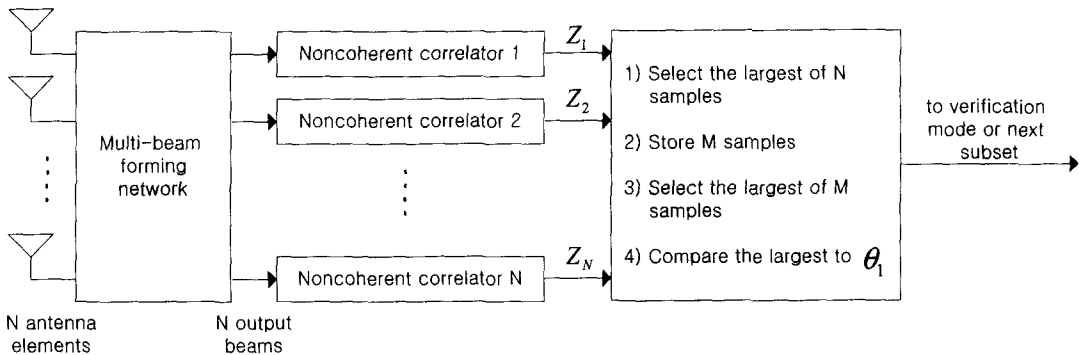 Multi-beam
forming
network
Noncoherent correlator 1
Noncoherent correlator 2
Noncoherent correlator N
Z₁
Z₂
Z_N
1) Select the largest of N
samples
2) Store M samples
3) Select the largest of M
samples
4) Compare the largest to θ₁
to verification
mode or next
subset
N antenna
elements
N output
beams